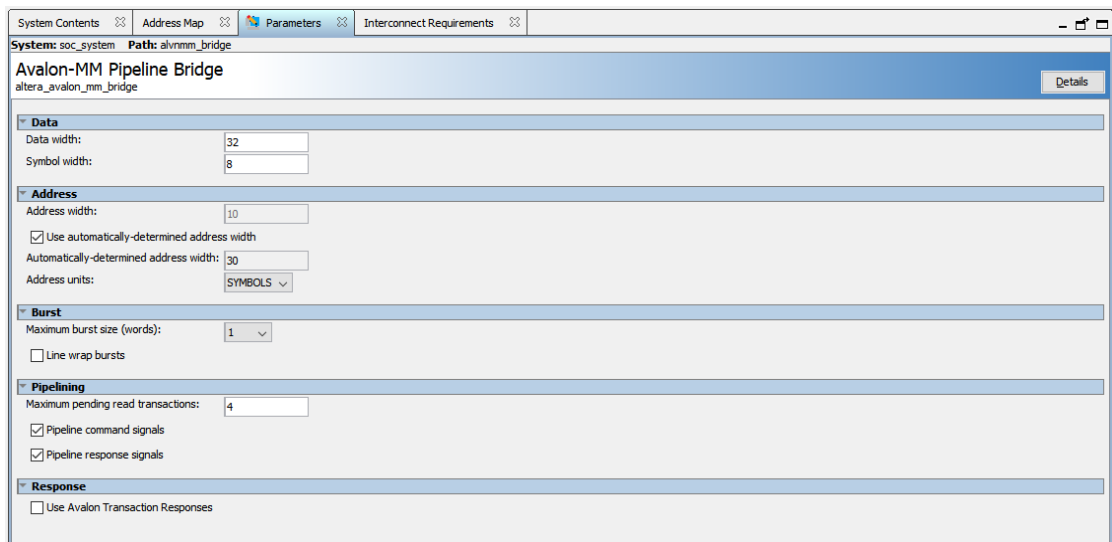 System Contents Address Map Parameters Interconnect Requirements
System: soc_system Path: alvnmm_bridge
Avalon-MM Pipeline Bridge
altera_avalon_mm_bridge
Details
Data
Data width: 32
Symbol width: 8
Address
Address width: 10
Use automatically-determined address width
Automatically-determined address width: 30
Address units: SYMBOLS
Burst
Maximum burst size (words): 1
Line wrap bursts
Pipelining
Maximum pending read transactions: 4
Pipeline command signals
Pipeline response signals
Response
Use Avalon Transaction Responses